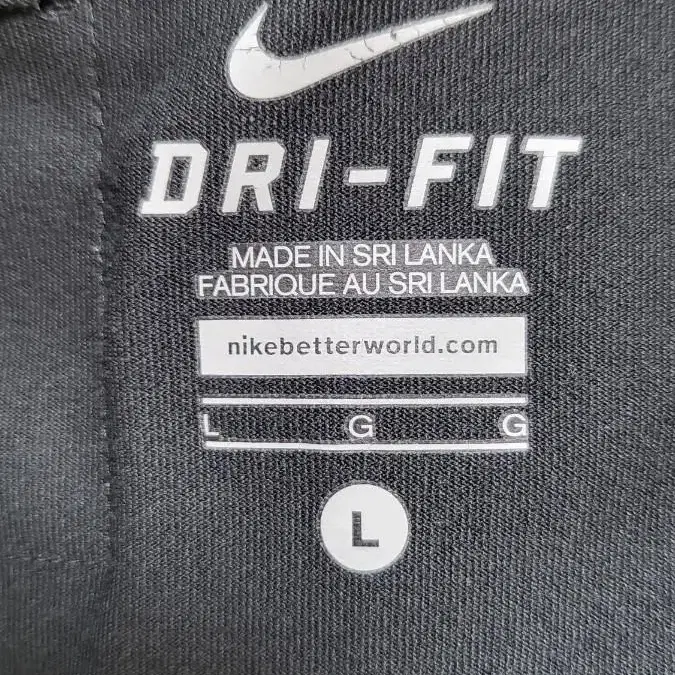 DRI-FIT
MADE IN SRI LANKA
FABRIQUE AU SRI LANKA
nikebetterworld.com
L G G
L